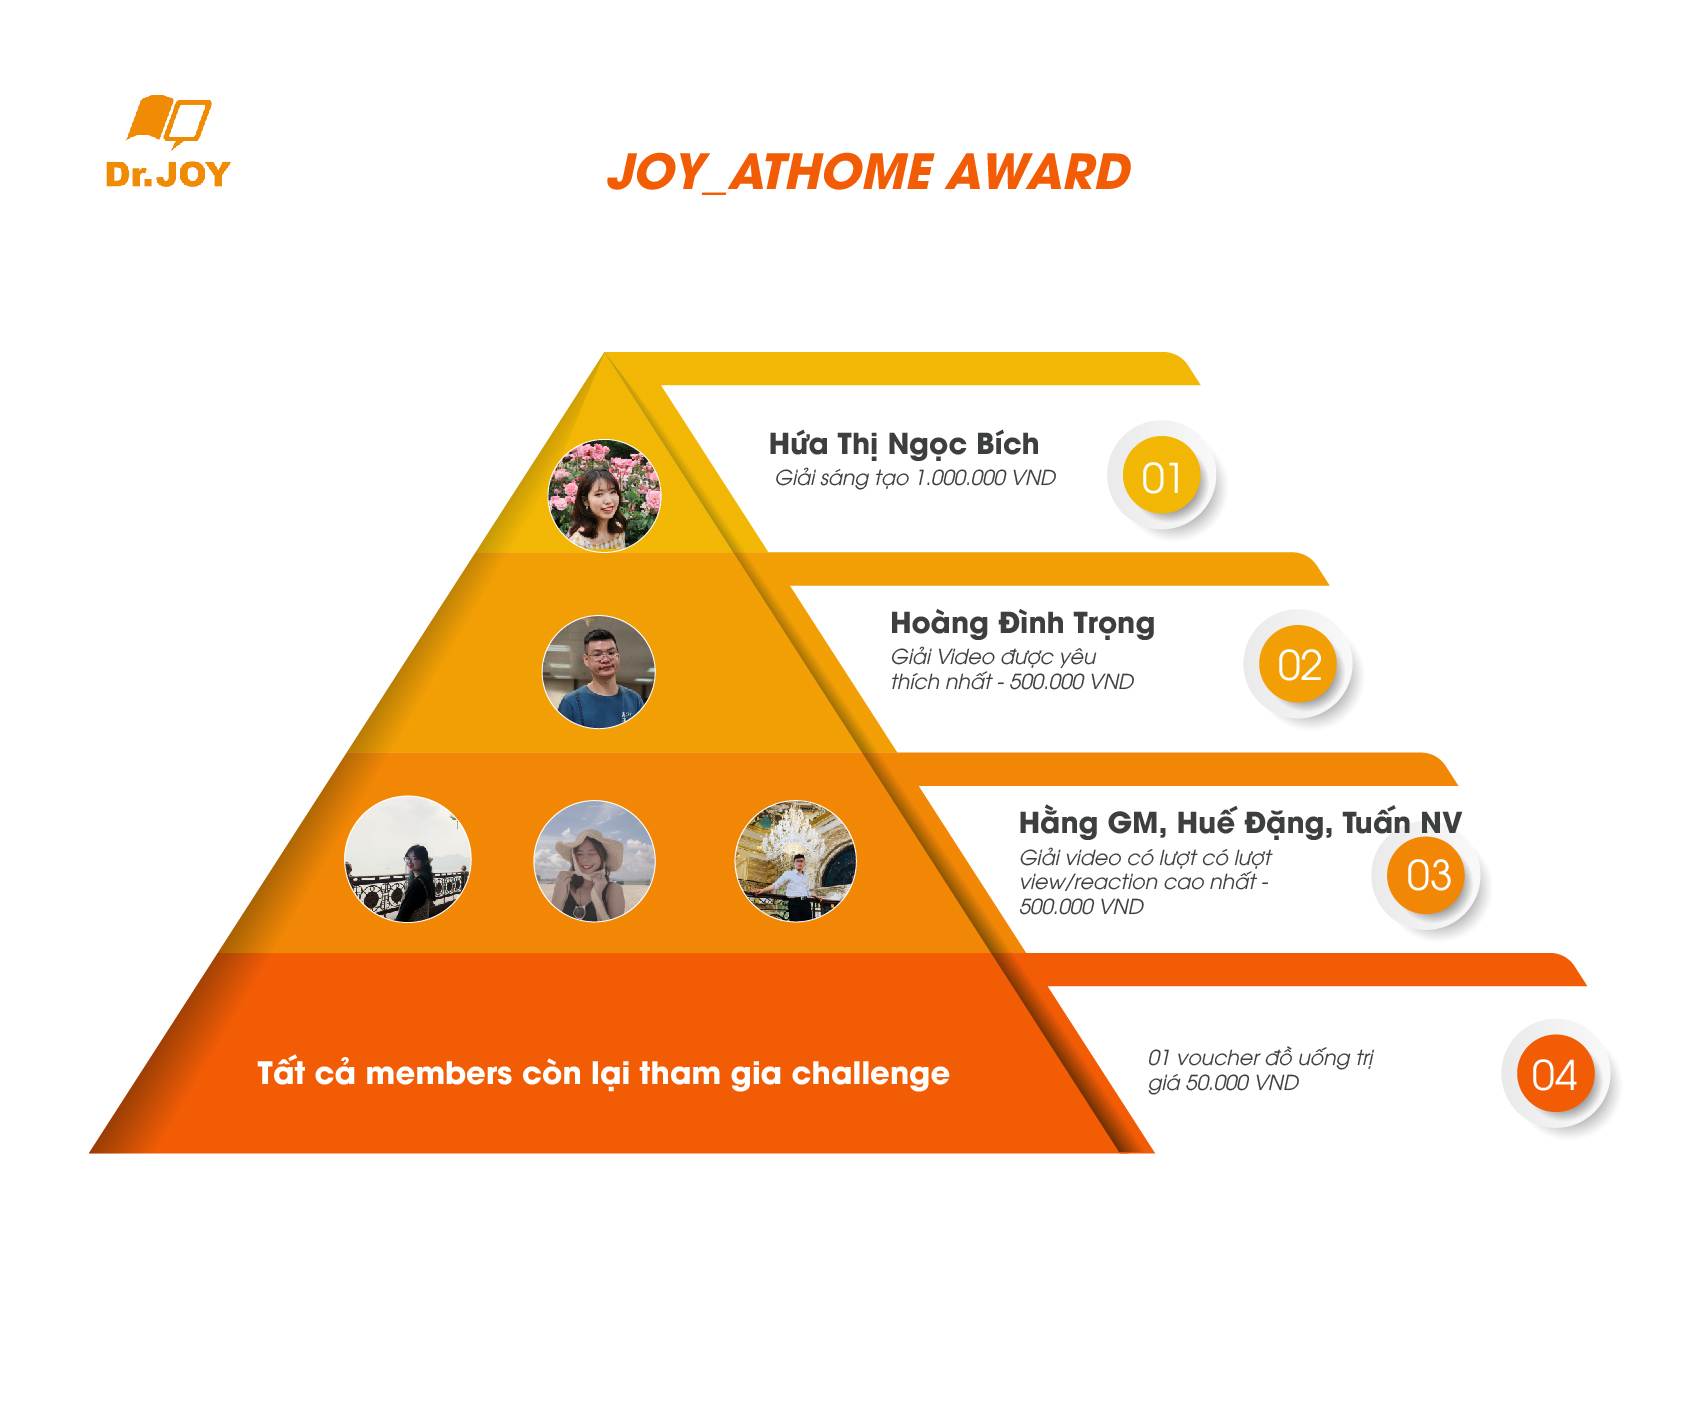 Dr.JOY
JOY_ATHOME AWARD
Hứa Thị Ngọc Bích
Giải sáng tạo 1.000.000 VND
01
Hoàng Đình Trọng
Giải Video được yêu
thích nhất - 500.000 VND
02
Hằng GM, Huế Đặng, Tuấn NV
Giải video có lượt có lượt
view/reaction cao nhất -
500.000 VND
03
Tất cả members còn lại tham gia challenge
01 voucher đồ uống trị
giá 50.000 VND
04